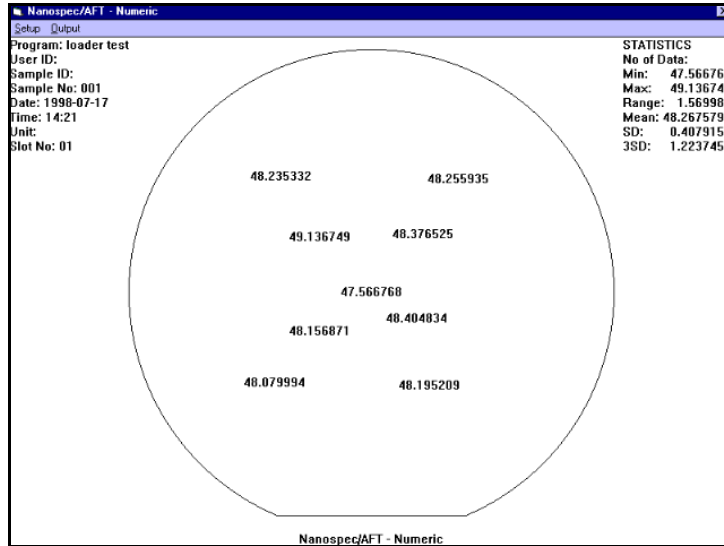 Nanospec/AFT - Numeric
Setup Output
Program: loader test
User ID:
Sample ID:
Sample No: 001
Date: 1998-07-17
Time: 14:21
Unit:
Slot No: 01
STATISTICS
No of Data:
Min: 47.56676
Max: 49.13674
Range: 1.56998
Mean: 48.267579
SD: 0.407915
3SD: 1.223745
48.235332 48.255935
49.136749 48.376525
47.566768
48.156871 48.404834
48.079994 48.195209
Nanospec/AFT - Numeric